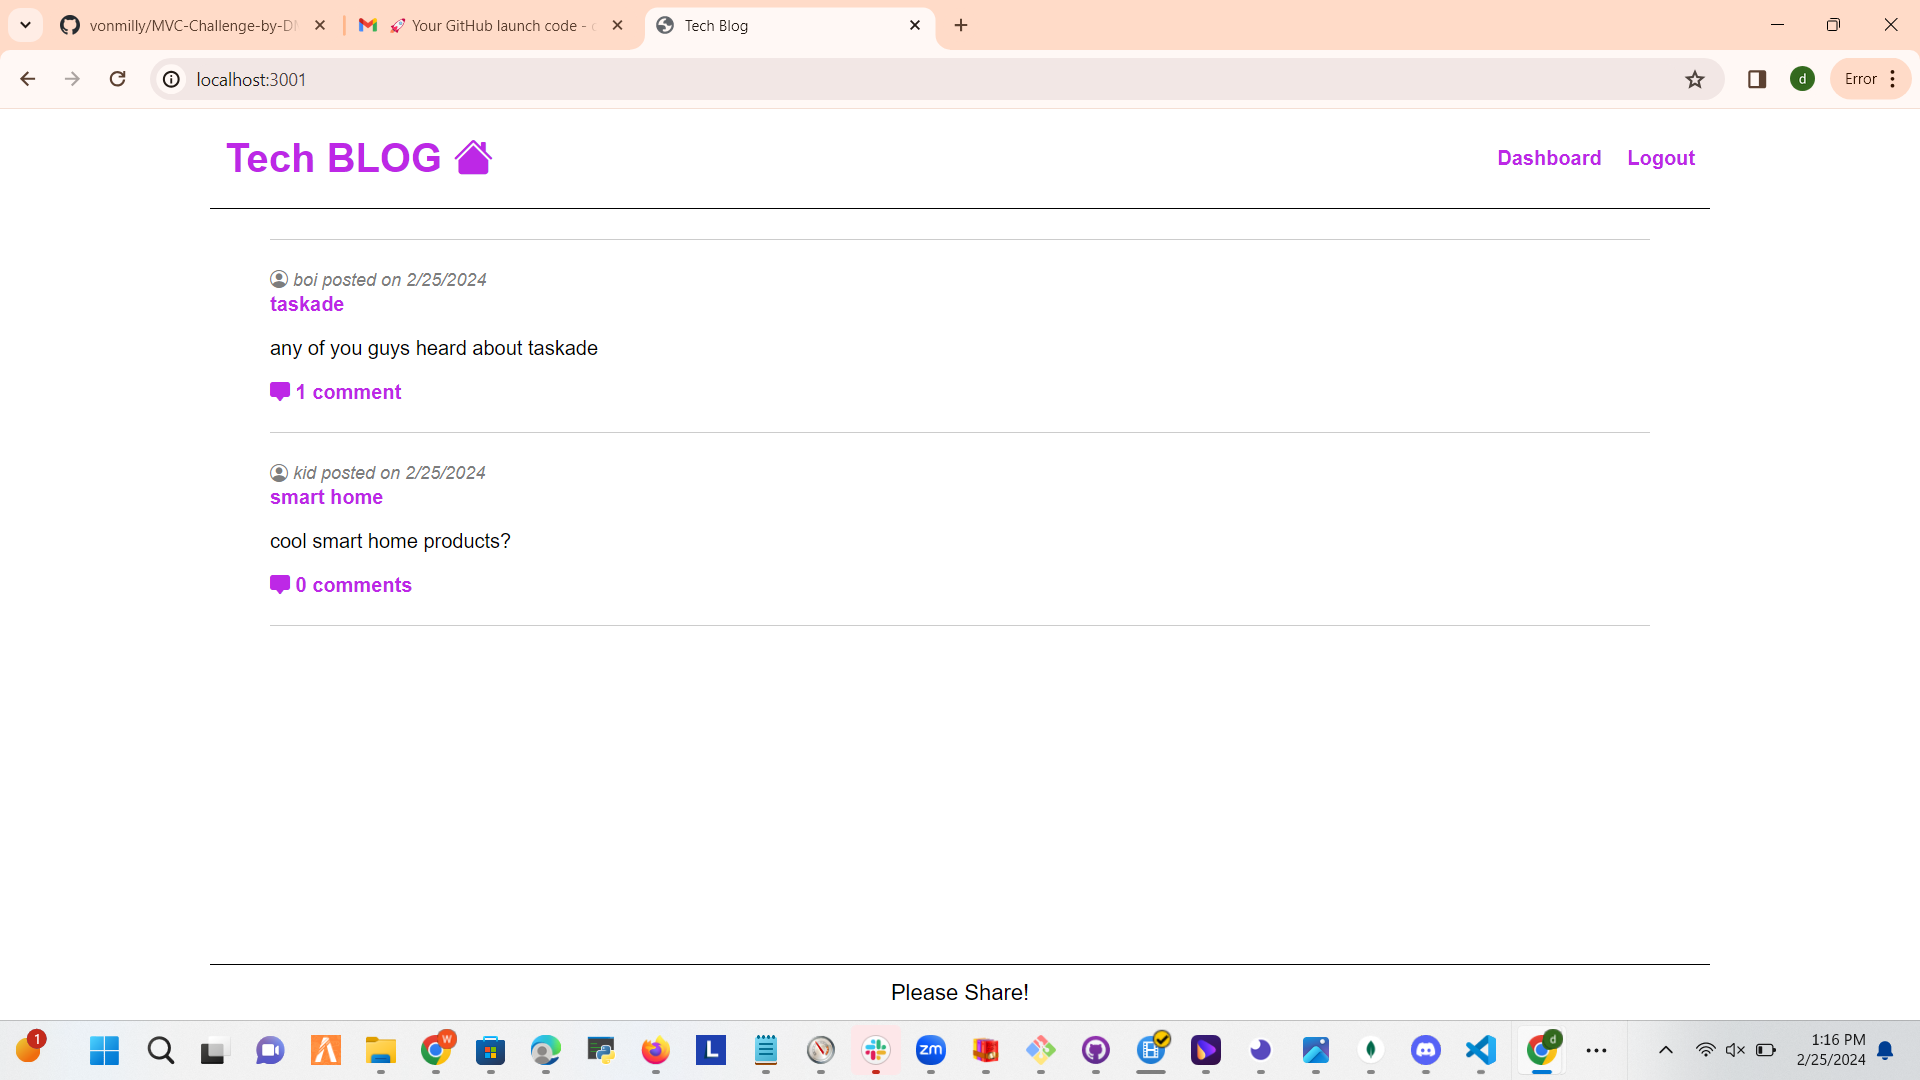 vonmilly/MVC-Challenge-by-D
🚀 Your GitHub launch code -
Tech Blog
localhost:3001
d
Error
Tech BLOG
Dashboard
Logout
boi posted on 2/25/2024
taskade
any of you guys heard about taskade
1 comment
kid posted on 2/25/2024
smart home
cool smart home products?
0 comments
Please Share!
1
W
L
zm
d
1:16 PM
2/25/2024